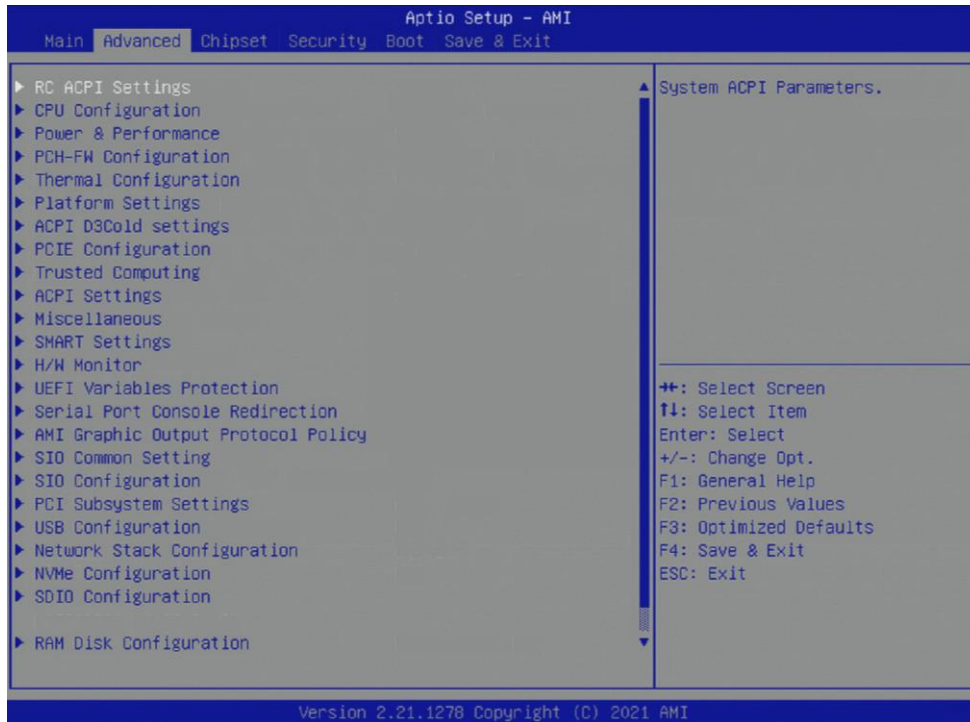 Aptio Setup – AMI
Main Advanced Chipset Security Boot Save & Exit
RC ACPI Settings
CPU Configuration
Power & Performance
PCH-FW Configuration
Thermal Configuration
Platform Settings
ACPI D3Cold settings
PCIE Configuration
Trusted Computing
ACPI Settings
Miscellaneous
SMART Settings
H/W Monitor
UEFI Variables Protection
Serial Port Console Redirection
AMI Graphic Output Protocol Policy
SIO Common Setting
SIO Configuration
PCI Subsystem Settings
USB Configuration
Network Stack Configuration
NVMe Configuration
SDIO Configuration
RAM Disk Configuration
System ACPI Parameters.
→←: Select Screen
↑↓: Select Item
Enter: Select
+/-: Change Opt.
F1: General Help
F2: Previous Values
F3: Optimized Defaults
F4: Save & Exit
ESC: Exit
Version 2.21.1278 Copyright (C) 2021 AMI